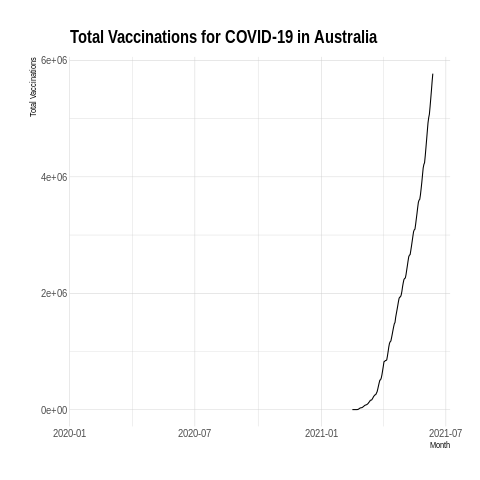 Total Vaccinations for COVID-19 in Australia
Total Vaccinations
6e+06
4e+06
2e+06
0e+00
2020-01 2020-07 2021-01 2021-07
Month